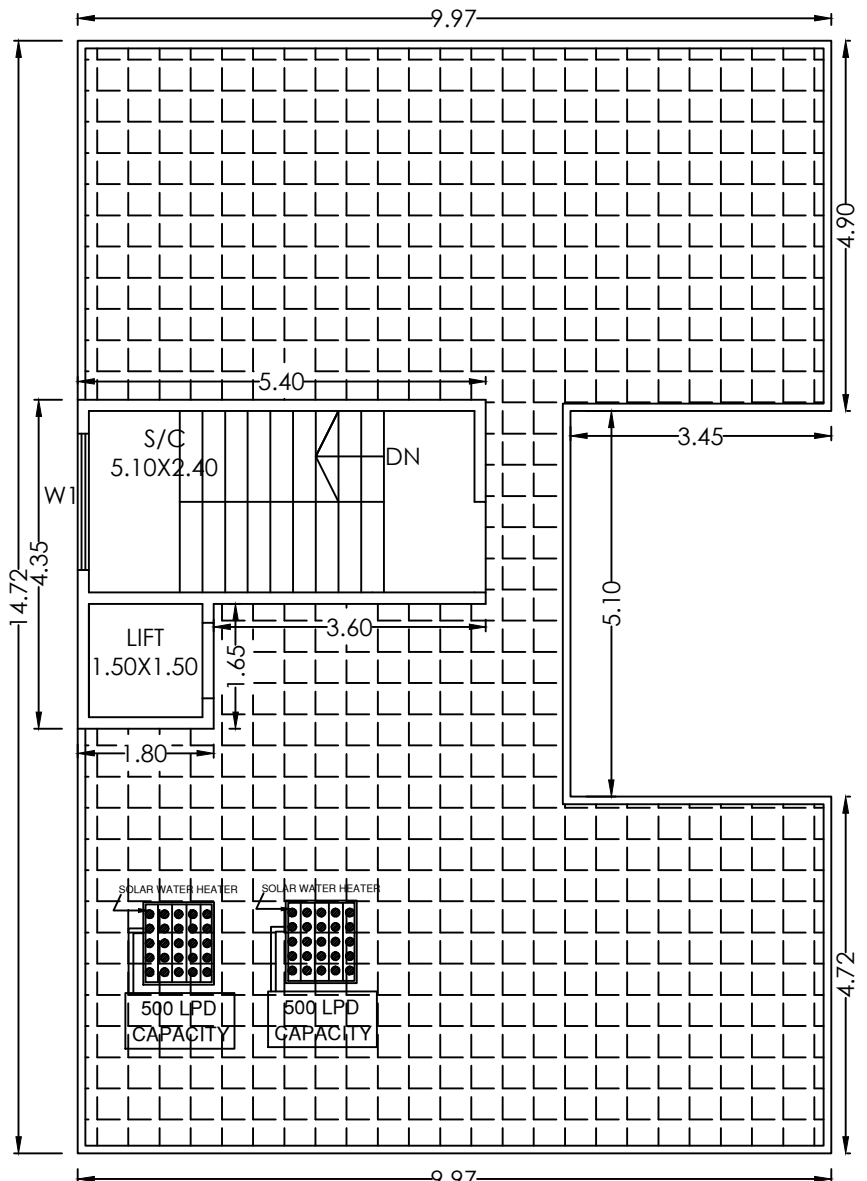 9.97
4.90
5.40
3.45
S/C
5.10X2.40
DN
W1
4.35
14.72
5.10
3.60
LIFT
1.50X1.50
1.65
1.80
SOLAR WATER HEATER
SOLAR WATER HEATER
500 LPD
CAPACITY
500 LPD
CAPACITY
4.72
9.97